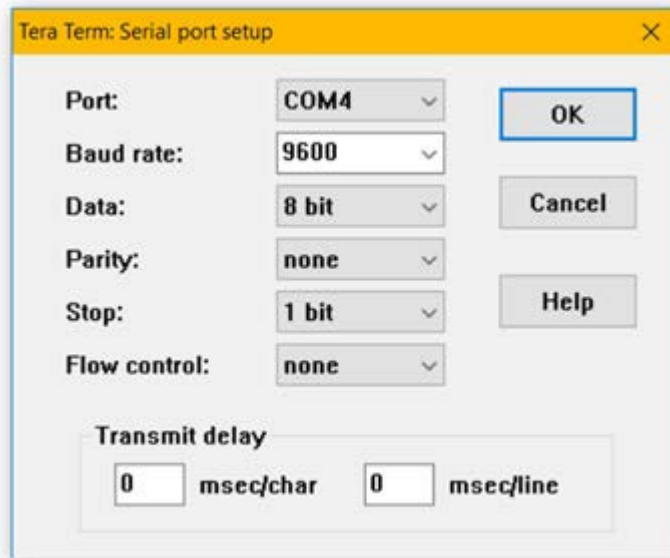 Tera Term: Serial port setup
Port: COM4
OK
Baud rate: 9600
Data: 8 bit
Cancel
Parity: none
Stop: 1 bit
Help
Flow control: none
Transmit delay
0 msec/char 0 msec/line